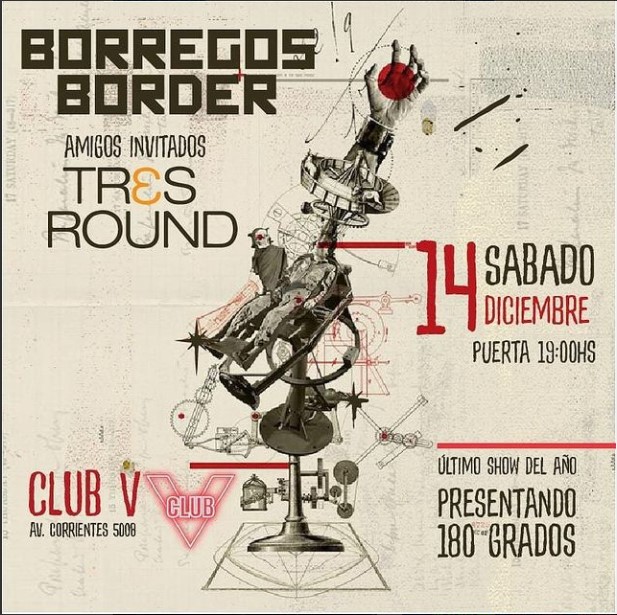 BORREGOS
BORDER
AMIGOS INVITADOS
TRES
ROUND
14 SABADO
DICIEMBRE
PUERTA 19:00HS
CLUB V
CLUB
AV. CORRIENTES 5008
ÚLTIMO SHOW DEL AÑO
PRESENTANDO
180 GRADOS